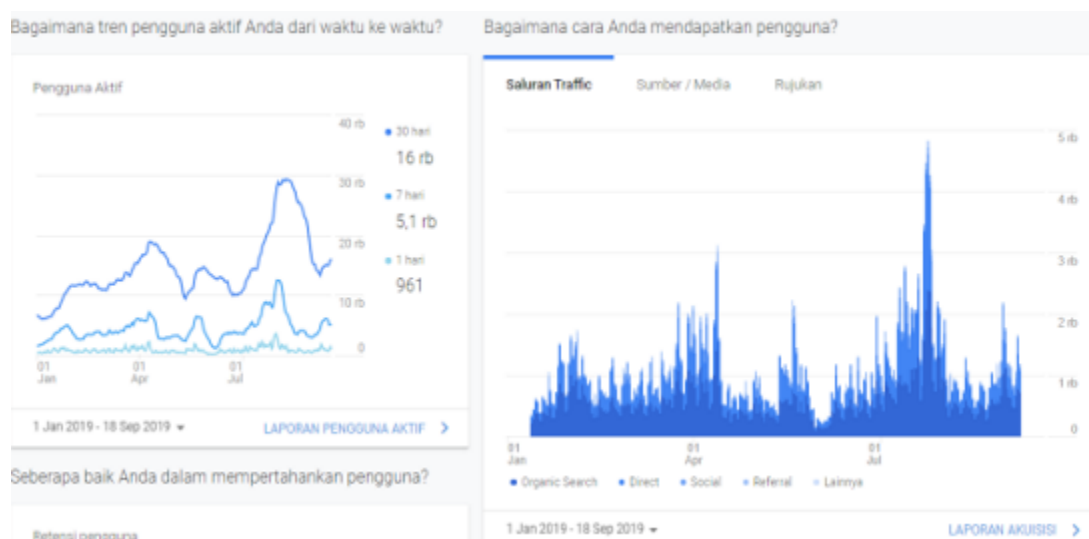 Bagaimana tren pengguna aktif Anda dari waktu ke waktu?
Pengguna Aktif
40 rb
30 rb
20 rb
10 rb
0
30 hari
16 rb
7 hari
5,1 rb
1 hari
961
01
Jan
01
Apr
01
Jul
1 Jan 2019 - 18 Sep 2019
LAPORAN PENGGUNA AKTIF
Seberapa baik Anda dalam mempertahankan pengguna?
Retensi pengguna
Bagaimana cara Anda mendapatkan pengguna?
Saluran Traffic Sumber / Media Rujukan
5 rb
4 rb
3 rb
2 rb
1 rb
0
01
Jan
01
Apr
01
Jul
Organic Search Direct Social Referral Lainnya
1 Jan 2019 - 18 Sep 2019
LAPORAN AKUISISI